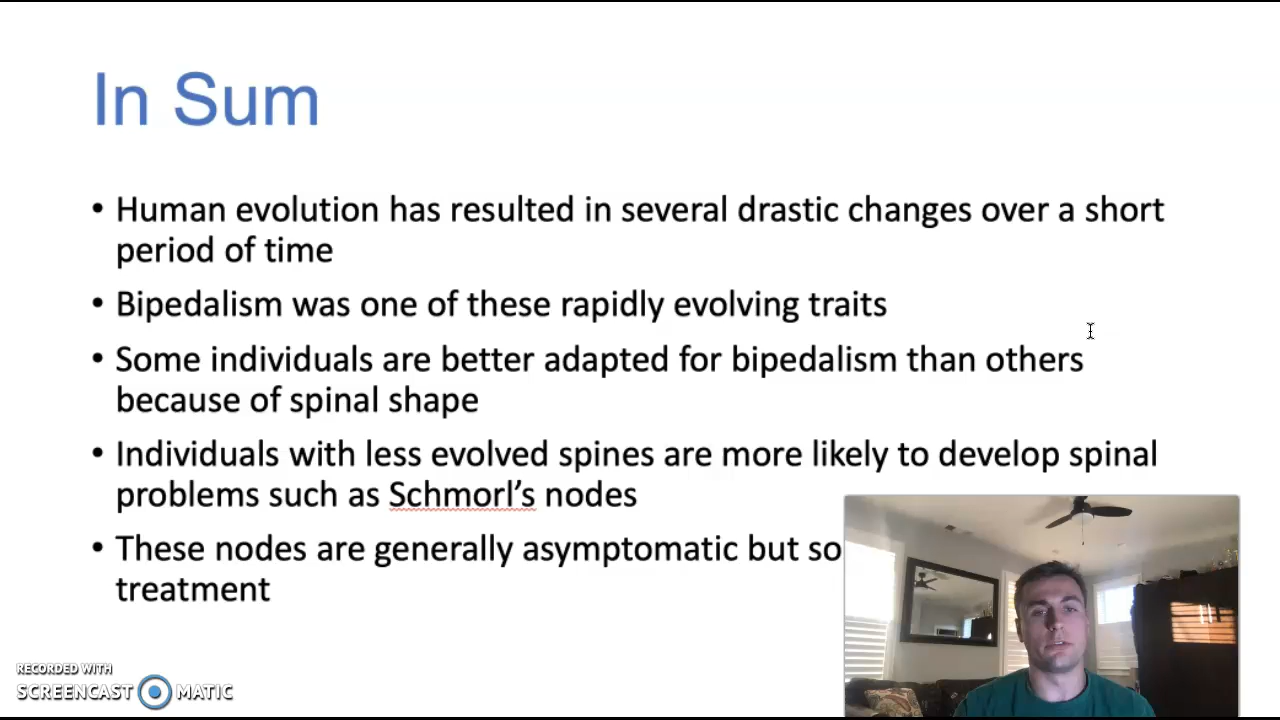 In Sum
• Human evolution has resulted in several drastic changes over a short
period of time
• Bipedalism was one of these rapidly evolving traits
• Some individuals are better adapted for bipedalism than others
because of spinal shape
• Individuals with less evolved spines are more likely to develop spinal
problems such as Schmorl’s nodes
• These nodes are generally asymptomatic but so
treatment
RECORDED WITH
SCREENCAST MATIC